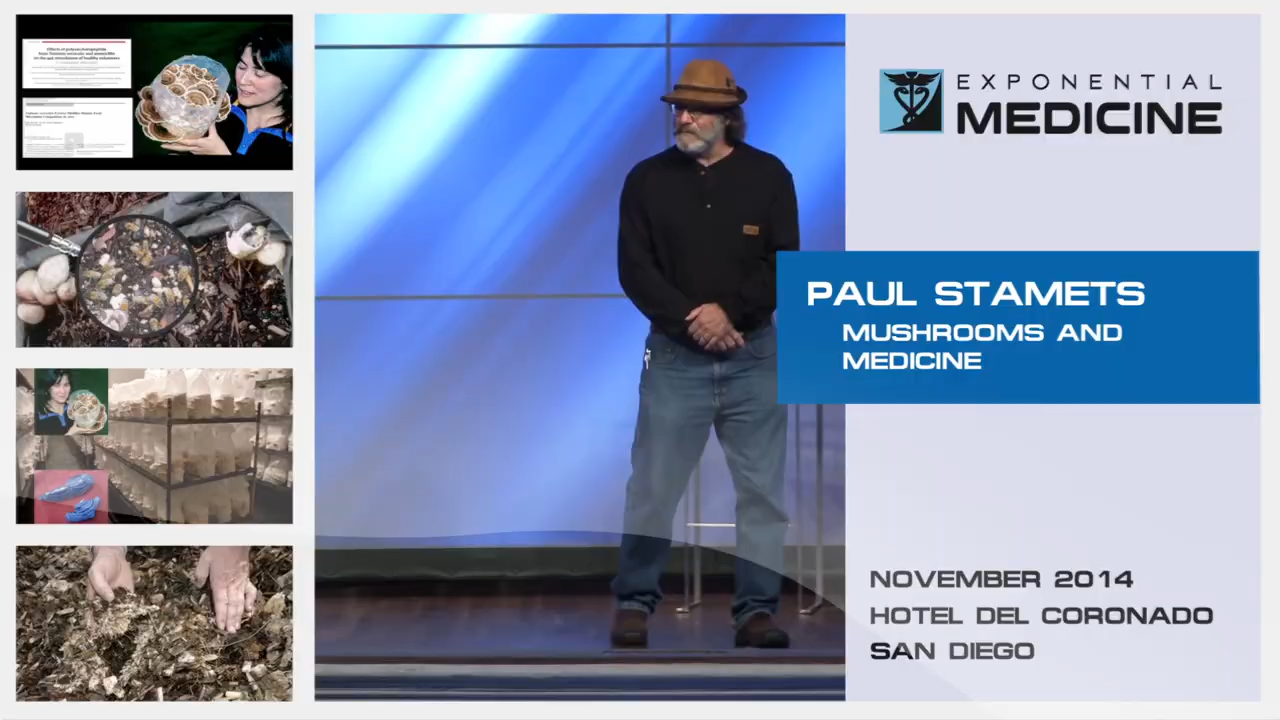 EXPONENTIAL
MEDICINE
PAUL STAMETS
MUSHROOMS AND
MEDICINE
NOVEMBER 2014
HOTEL DEL CORONADO
SAN DIEGO